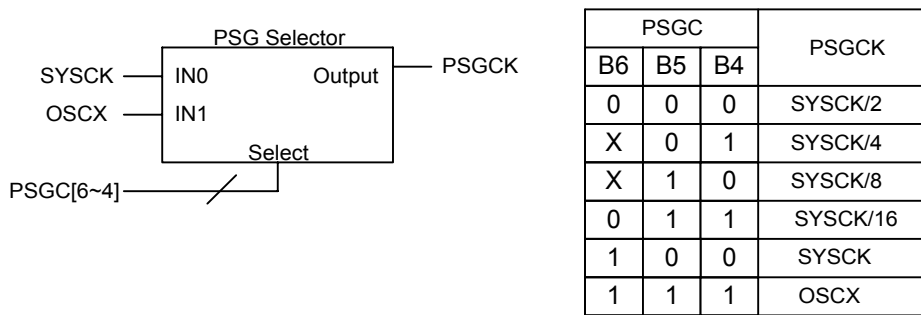 PSG Selector
SYSCK
IN0
Output
PSGCK
OSCX
IN1
Select
PSGC[6~4]
PSGC
PSGCK
B6 B5 B4
0 0 0 SYSCK/2
X 0 1 SYSCK/4
X 1 0 SYSCK/8
0 1 1 SYSCK/16
1 0 0 SYSCK
1 1 1 OSCX